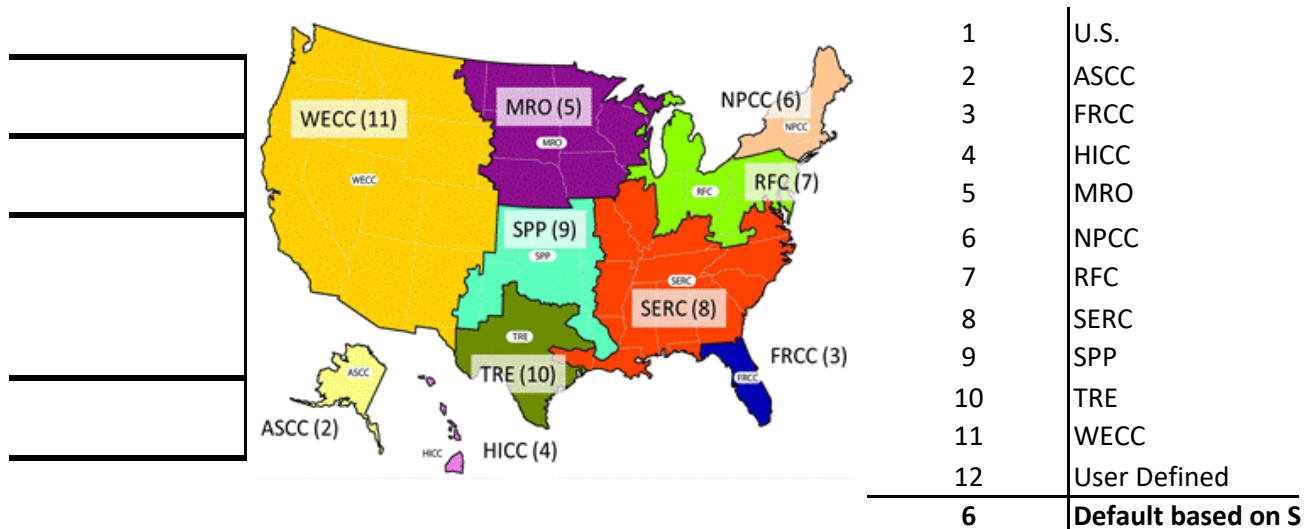 WECC (11)
WECC
MRO (5)
MRO
NPCC (6)
NPCC
RFC (7)
RFC
SPP (9)
SPP
SERC
SERC (8)
TRE
TRE (10)
FRCC (3)
FRCC
ASCC
ASCC (2)
HICC
HICC (4)
1 U.S.
2 ASCC
3 FRCC
4 HICC
5 MRO
6 NPCC
7 RFC
8 SERC
9 SPP
10 TRE
11 WECC
12 User Defined
6 Default based on S